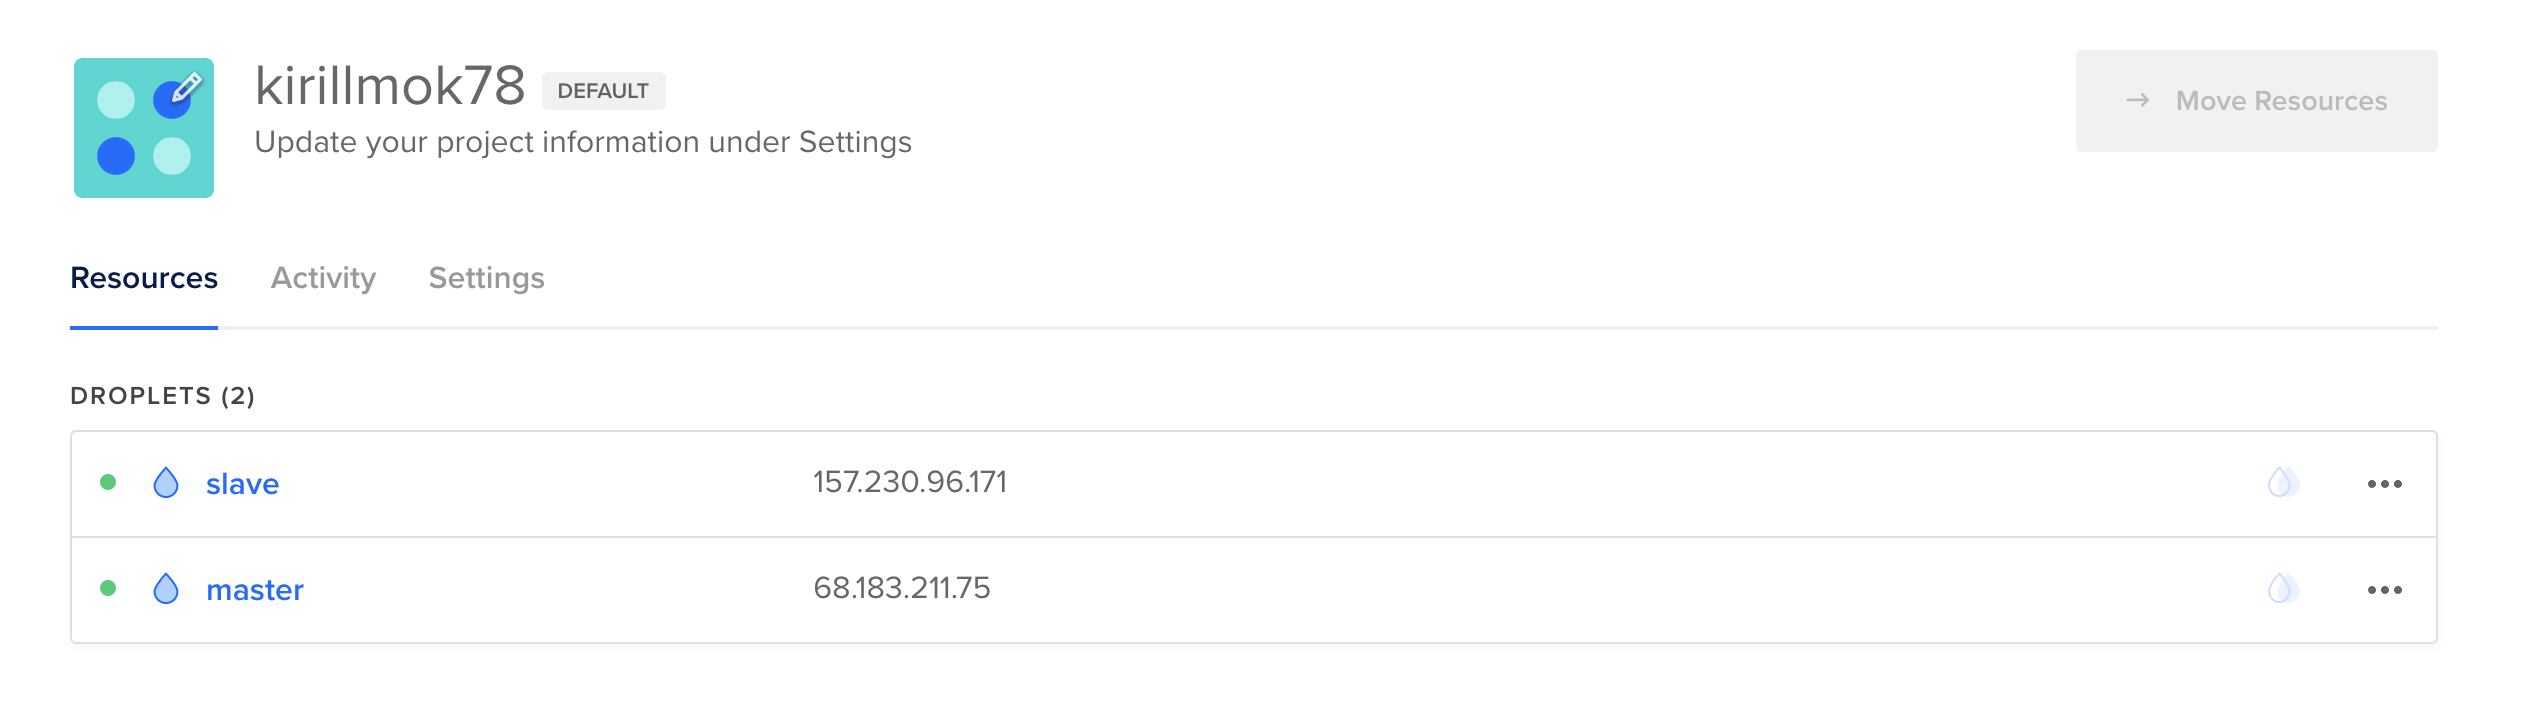 kirillmok78 DEFAULT
Update your project information under Settings
→ Move Resources
Resources Activity Settings
DROPLETS (2)
slave 157.230.96.171
master 68.183.211.75